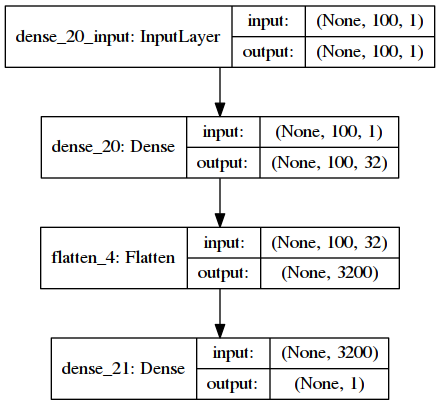 dense_20_input: InputLayer
input: (None, 100, 1)
output: (None, 100, 1)
dense_20: Dense
input: (None, 100, 1)
output: (None, 100, 32)
flatten_4: Flatten
input: (None, 100, 32)
output: (None, 3200)
dense_21: Dense
input: (None, 3200)
output: (None, 1)